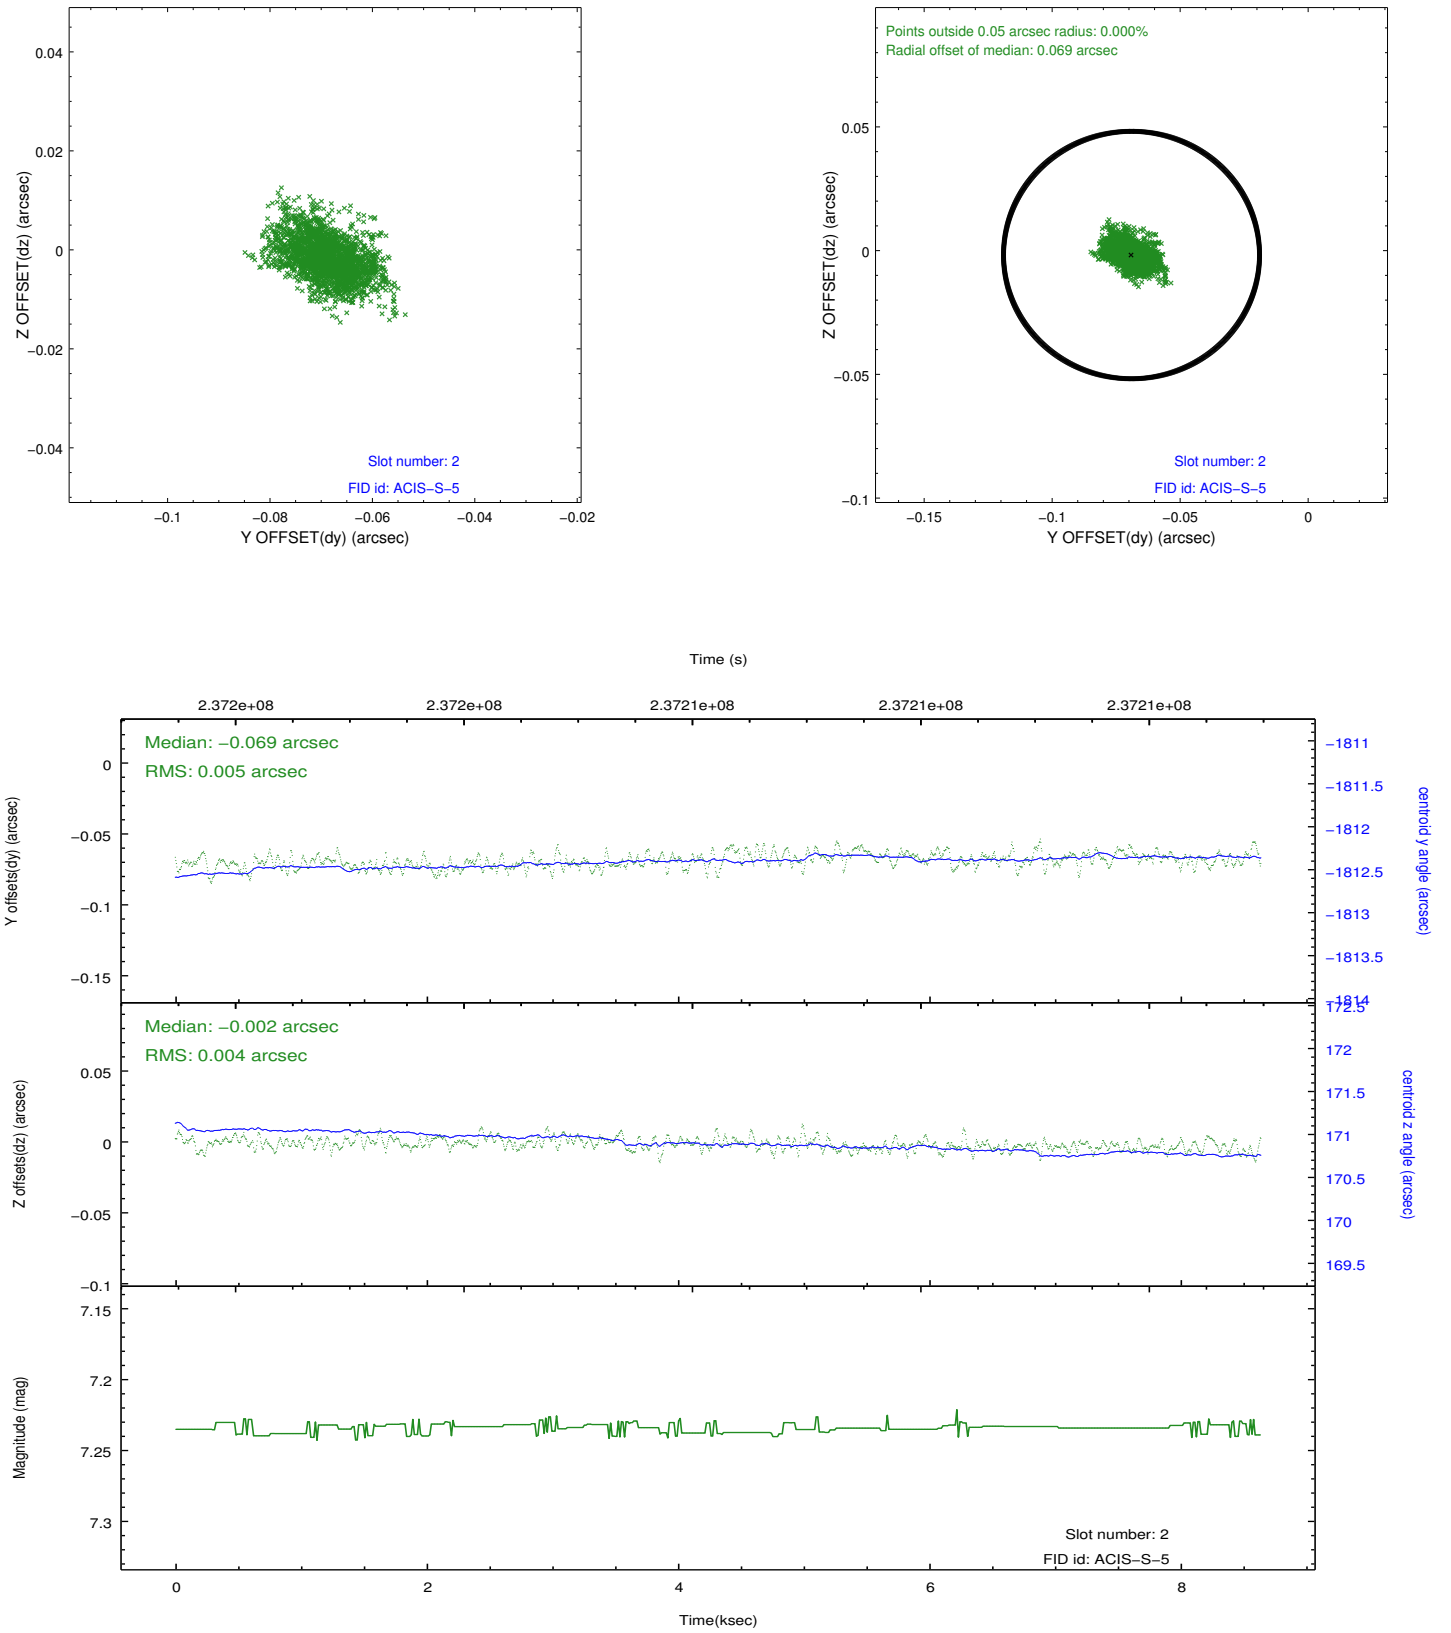 0.04
0.02
0
−0.02
−0.04
Z OFFSET(dz) (arcsec)
Slot number: 2
FID id: ACIS−S−5
−0.1
−0.08
−0.06
−0.04
−0.02
Y OFFSET(dy) (arcsec)
Points outside 0.05 arcsec radius: 0.000%
Radial offset of median: 0.069 arcsec
0.05
0
−0.05
−0.1
Z OFFSET(dz) (arcsec)
Slot number: 2
FID id: ACIS−S−5
−0.15
−0.1
−0.05
0
Y OFFSET(dy) (arcsec)
Time (s)
2.372e+08
2.372e+08
2.3721e+08
2.3721e+08
2.3721e+08
Median: −0.069 arcsec
RMS: 0.005 arcsec
0
−0.05
−0.1
−0.15
Y offsets(dy) (arcsec)
−1811
−1811.5
−1812
−1812.5
−1813
−1813.5
−1814
centroid y angle (arcsec)
Median: −0.002 arcsec
RMS: 0.004 arcsec
0.05
0
−0.05
−0.1
Z offsets(dz) (arcsec)
172.5
172
171.5
171
170.5
170
169.5
centroid z angle (arcsec)
7.15
7.2
7.25
7.3
Magnitude (mag)
Slot number: 2
FID id: ACIS−S−5
0
2
4
6
8
Time(ksec)